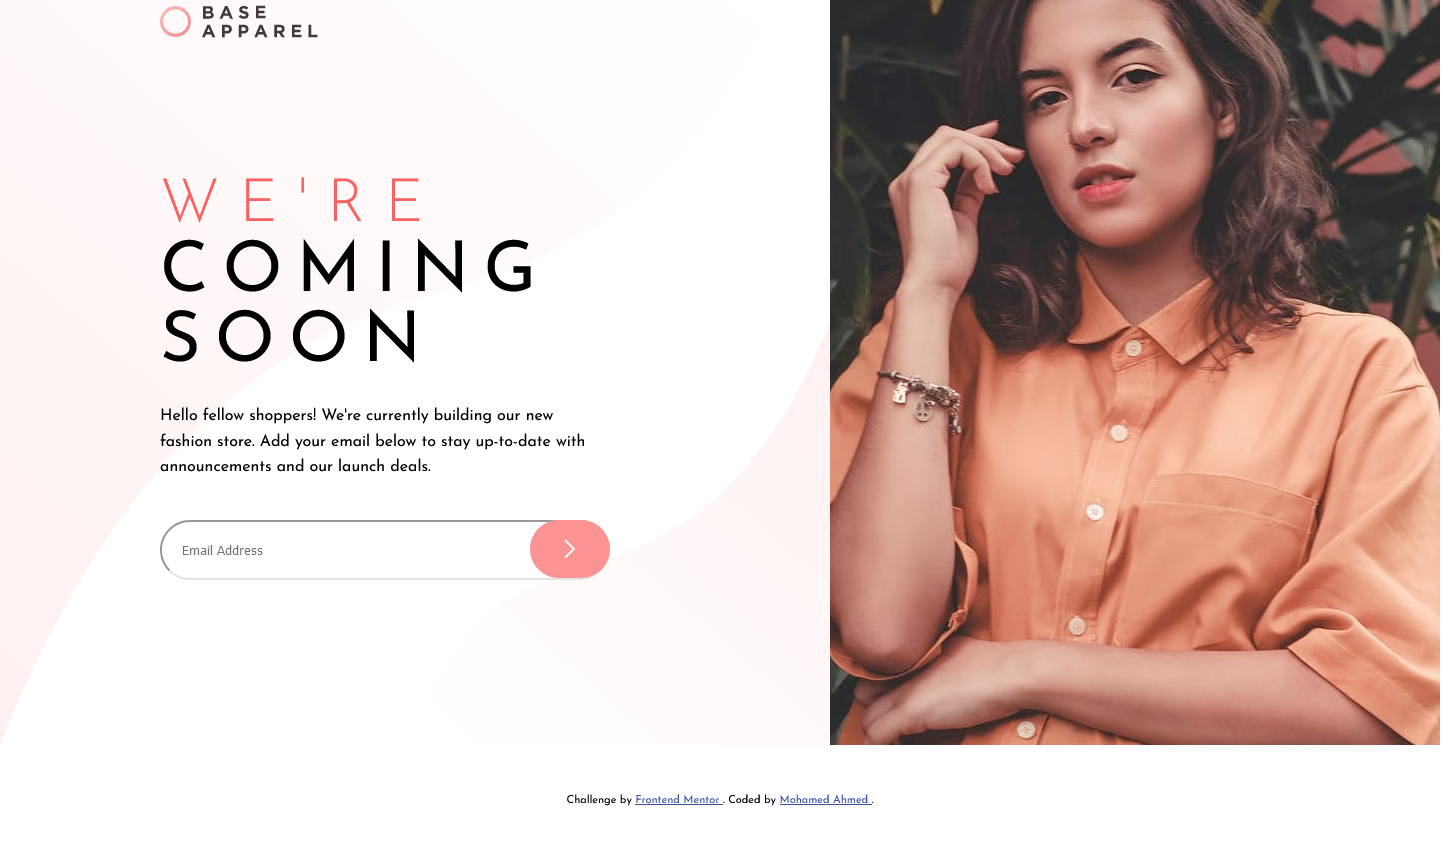 BASE
APPAREL
WE'RE
COMING
SOON
Hello fellow shoppers! We're currently building our new
fashion store. Add your email below to stay up-to-date with
announcements and our launch deals.
Email Address
Challenge by Frontend Mentor . Coded by Mohamed Ahmed .